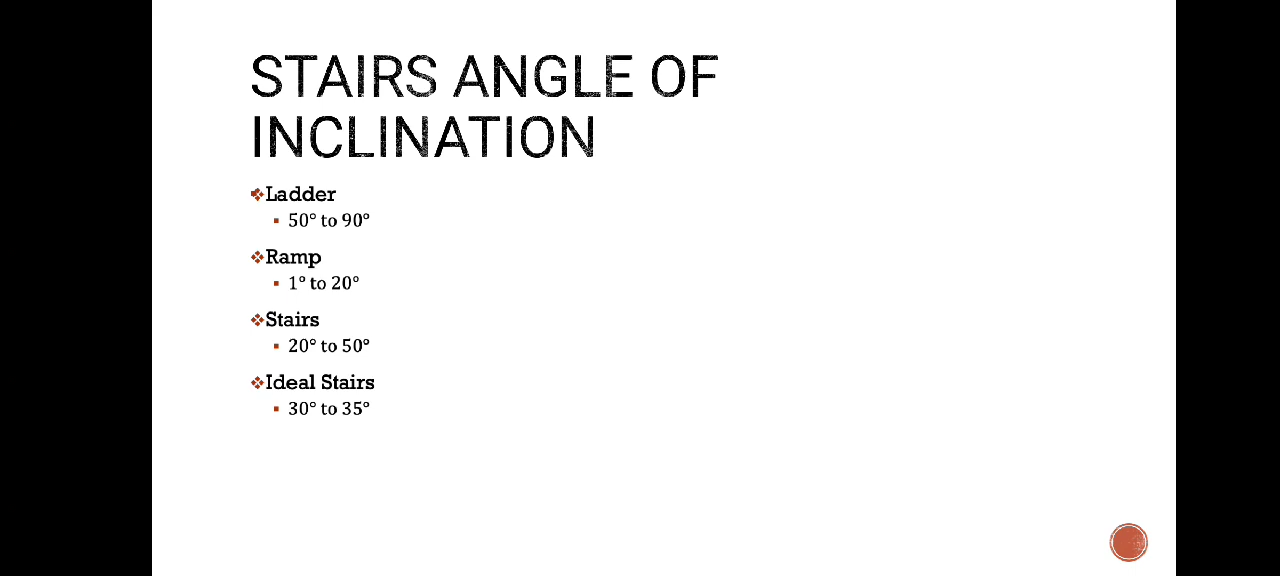 STAIRS ANGLE OF
INCLINATION
Ladder
50° to 90°
Ramp
1° to 20°
Stairs
20° to 50°
Ideal Stairs
30° to 35°